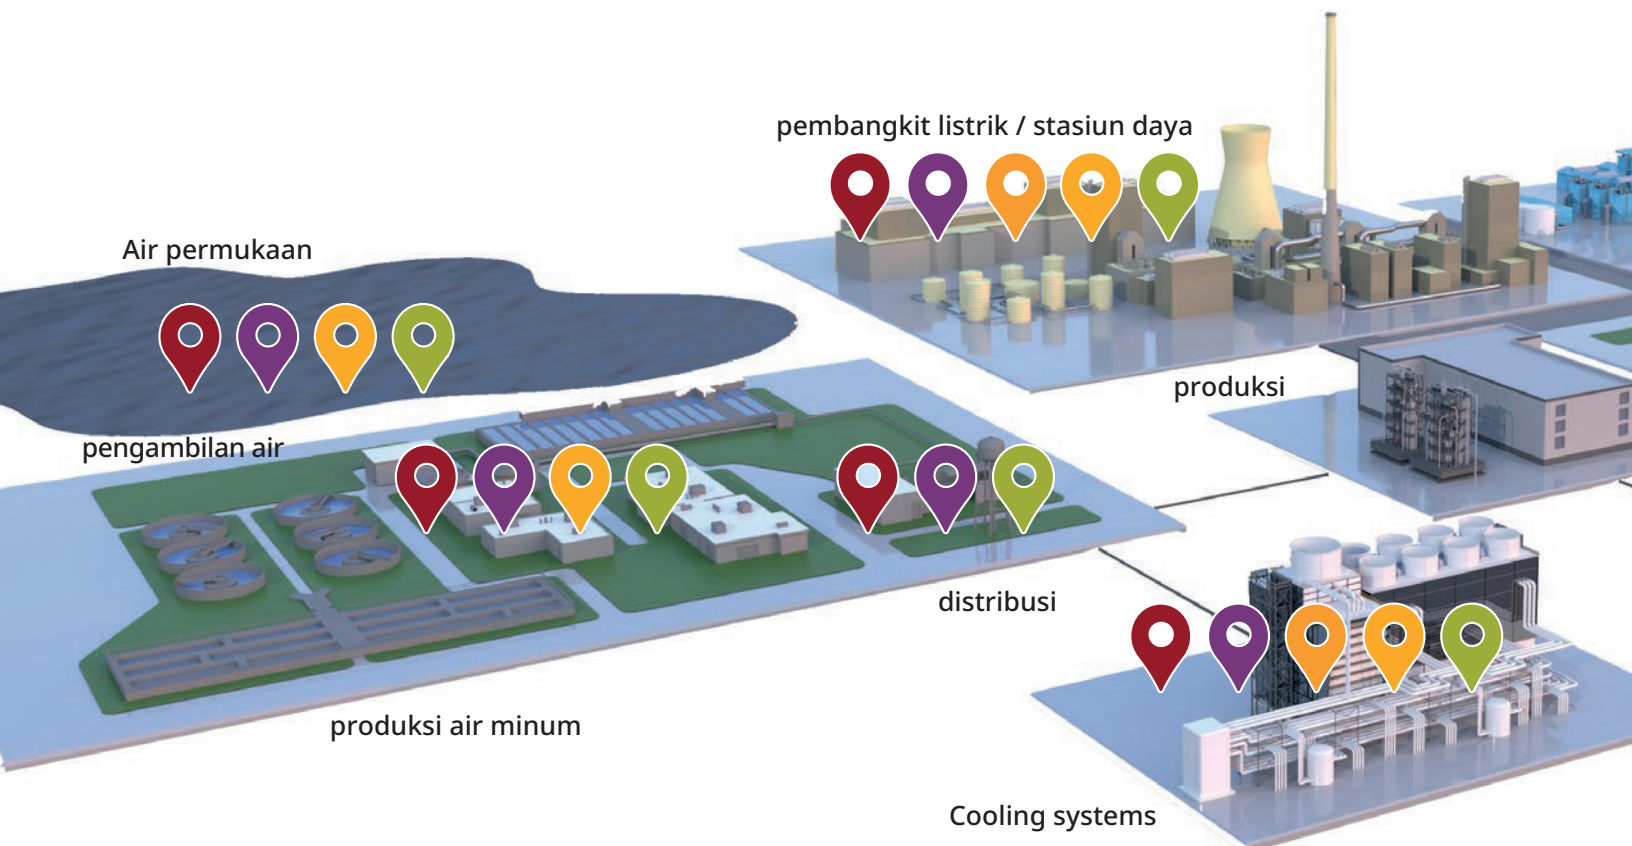 pembangkit listrik / stasiun daya
Air permukaan
produksi
pengambilan air
distribusi
produksi air minum
Cooling systems